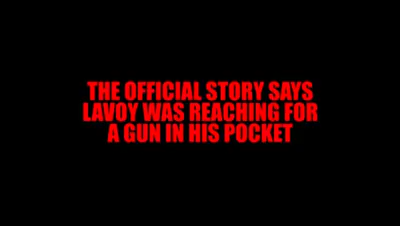 THE OFFICIAL STORY SAYS
LAVOY WAS REACHING FOR
A GUN IN HIS POCKET